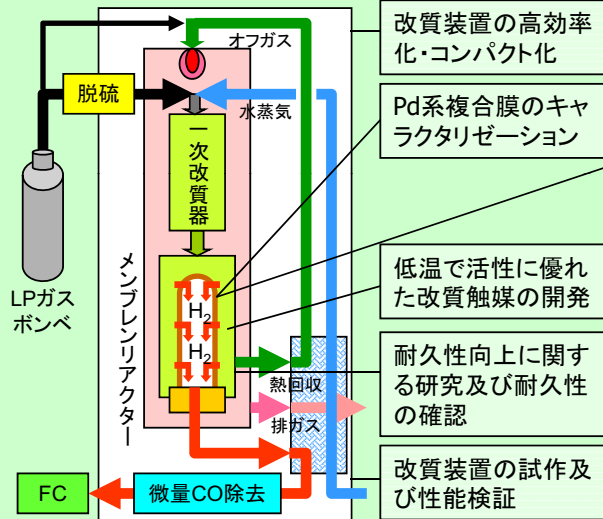 オフガス
脱硫
水蒸気
一次改質器
メンブレンリアクター
LPガス
ボンベ
H2
H2
熱回収
排ガス
FC
微量CO除去
改質装置の高効率
化・コンパクト化
Pd系複合膜のキャ
ラクタリゼーション
低温で活性に優れ
た改質触媒の開発
耐久性向上に関す
る研究及び耐久性
の確認
改質装置の試作及
び性能検証